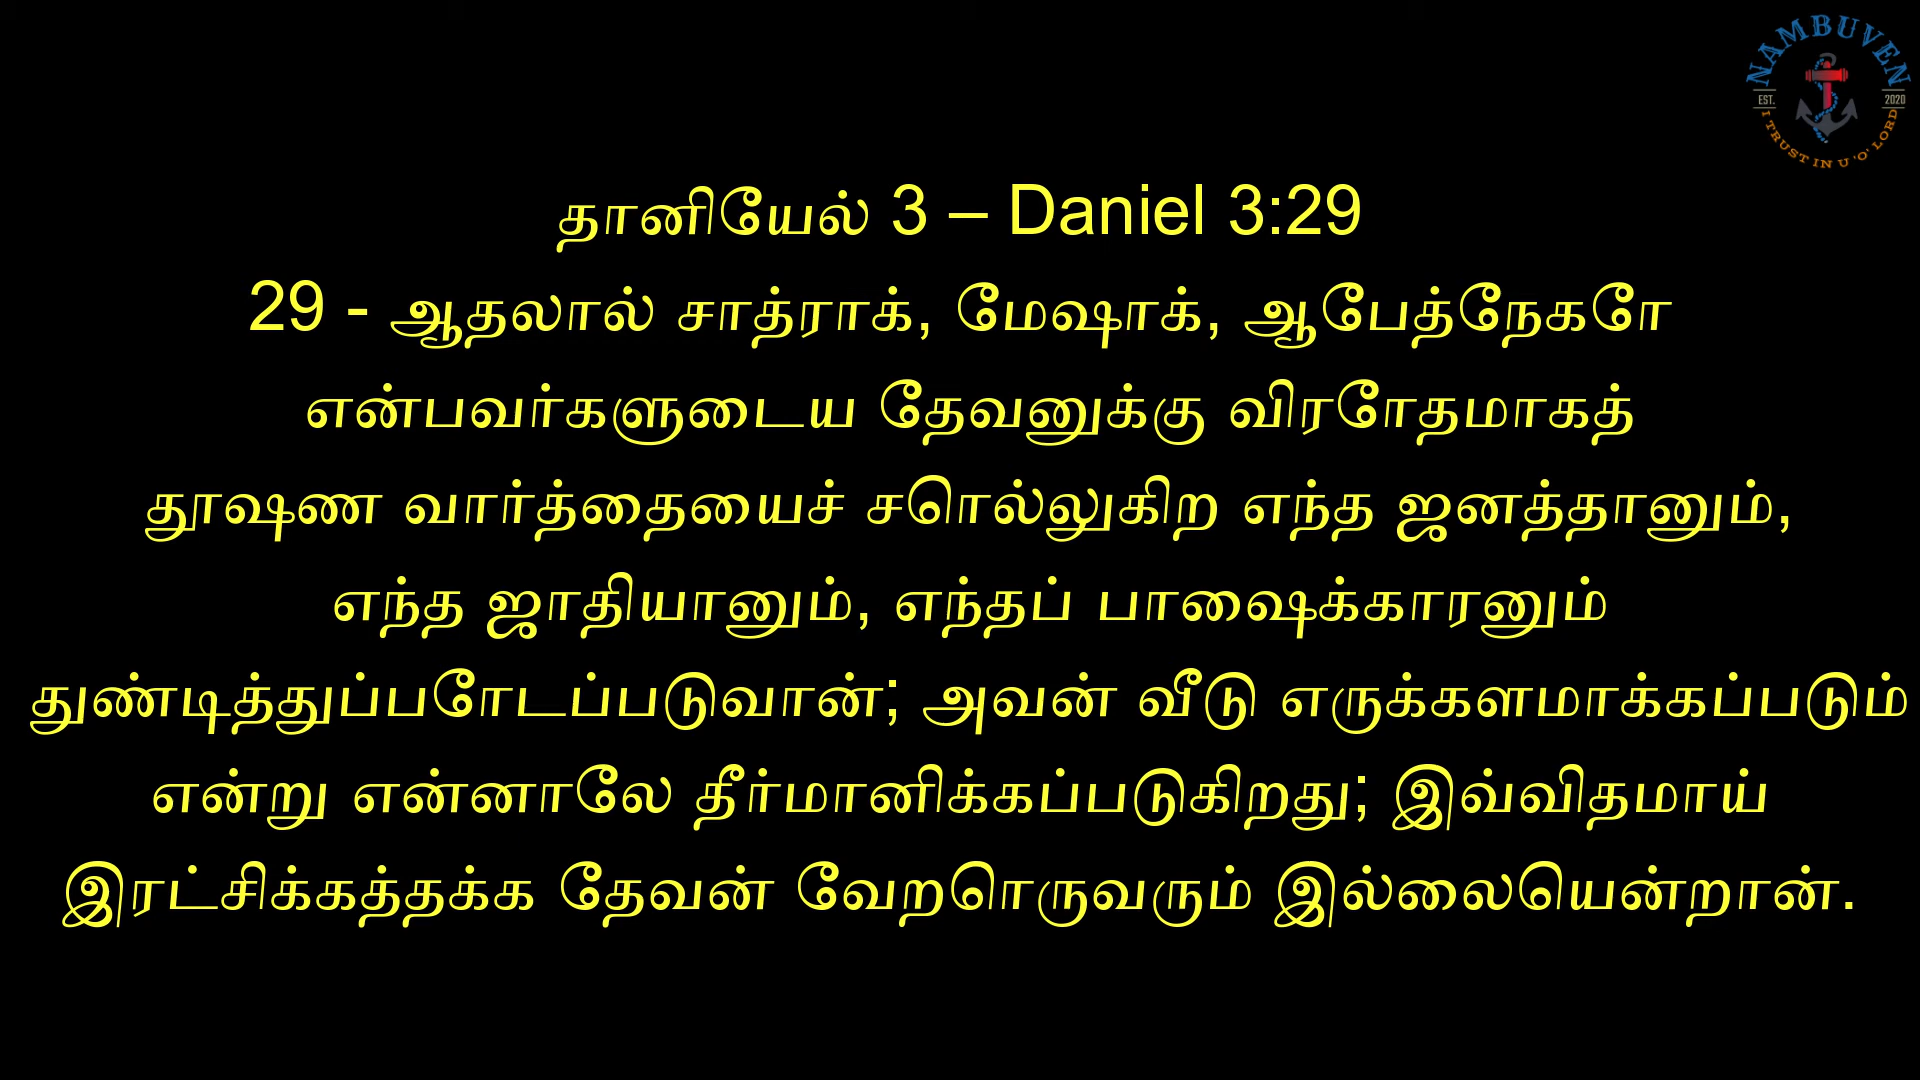 NAMBUVEN
EST. 2020
I TRUST IN U 'O' LORD
தானியேல் 3 – Daniel 3:29
29 - ஆதலால் சாத்ராக், மேஷாக், ஆபேத்நேகோ
என்பவர்களுடைய தேவனுக்கு விரோதமாகத்
தூஷண வார்த்தையைச் சொல்லுகிற எந்த ஜனத்தானும்,
எந்த ஜாதியானும், எந்தப் பாஷைக்காரனும்
துண்டித்துப்போடப்படுவான்; அவன் வீடு எருக்களமாக்கப்படும்
என்று என்னாலே தீர்மானிக்கப்படுகிறது; இவ்விதமாய்
இரட்சிக்கத்தக்க தேவன் வேறொருவரும் இல்லையென்றான்.